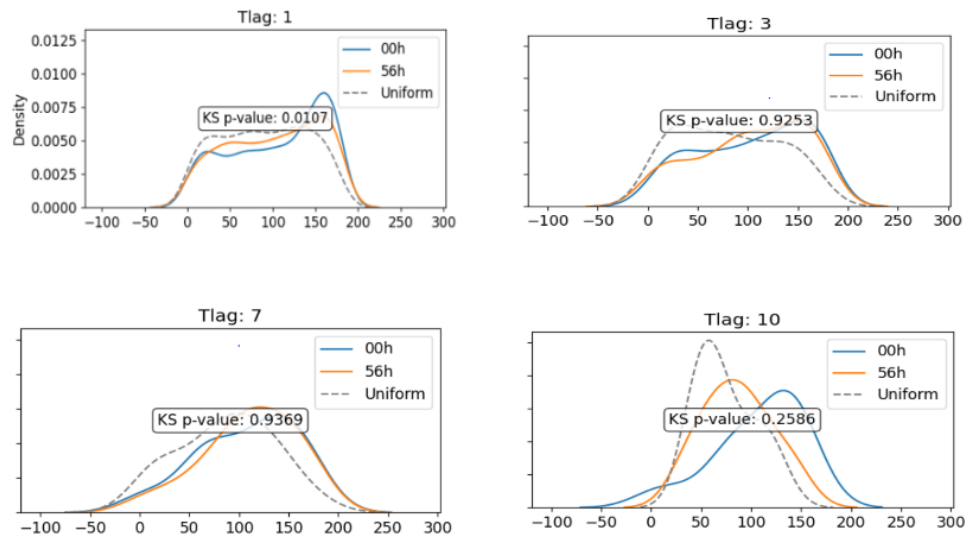 Tlag: 1
0.0125
0.0100
0.0075
0.0050
0.0025
0.0000
Density
00h
56h
Uniform
KS p-value: 0.0107
−100 −50 0 50 100 150 200 250 300
Tlag: 3
00h
56h
Uniform
KS p-value: 0.9253
−100 −50 0 50 100 150 200 250 300
Tlag: 7
00h
56h
Uniform
KS p-value: 0.9369
−100 −50 0 50 100 150 200 250 300
Tlag: 10
00h
56h
Uniform
KS p-value: 0.2586
−100 −50 0 50 100 150 200 250 300